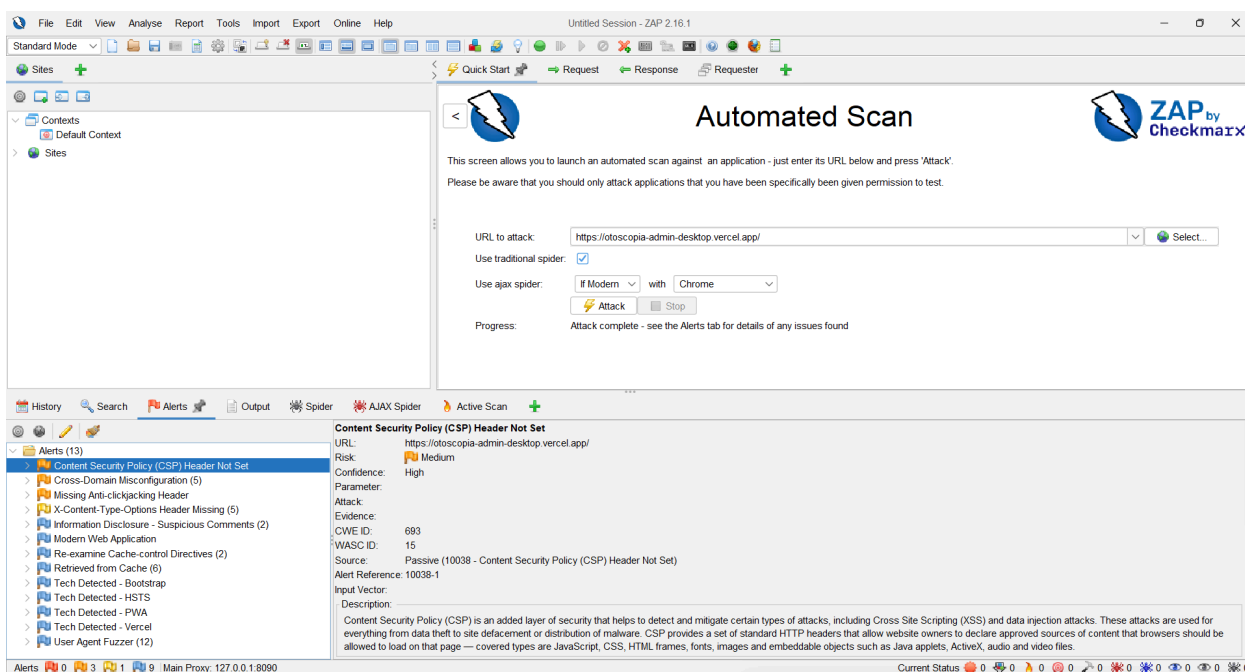 File Edit View Analyse Report Tools Import Export Online Help
Untitled Session - ZAP 2.16.1
Standard Mode
Sites
Quick Start
Request
Response
Requester
Contexts
Default Context
Sites
<
Automated Scan
ZAP by
Checkmarx
This screen allows you to launch an automated scan against an application - just enter its URL below and press 'Attack'.
Please be aware that you should only attack applications that you have been specifically been given permission to test.
URL to attack: https://otoscopia-admin-desktop.vercel.app/ Select...
Use traditional spider:
Use ajax spider: If Modern with Chrome
Attack Stop
Progress: Attack complete - see the Alerts tab for details of any issues found
History Search Alerts Output Spider AJAX Spider Active Scan
Alerts (13)
Content Security Policy (CSP) Header Not Set
Cross-Domain Misconfiguration (5)
Missing Anti-clickjacking Header
X-Content-Type-Options Header Missing (5)
Information Disclosure - Suspicious Comments (2)
Modern Web Application
Re-examine Cache-control Directives (2)
Retrieved from Cache (6)
Tech Detected - Bootstrap
Tech Detected - HSTS
Tech Detected - PWA
Tech Detected - Vercel
User Agent Fuzzer (12)
Content Security Policy (CSP) Header Not Set
URL: https://otoscopia-admin-desktop.vercel.app/
Risk: Medium
Confidence: High
Parameter:
Attack:
Evidence:
CWE ID: 693
WASC ID: 15
Source: Passive (10038 - Content Security Policy (CSP) Header Not Set)
Alert Reference: 10038-1
Input Vector:
Description:
Content Security Policy (CSP) is an added layer of security that helps to detect and mitigate certain types of attacks, including Cross Site Scripting (XSS) and data injection attacks. These attacks are used for
everything from data theft to site defacement or distribution of malware. CSP provides a set of standard HTTP headers that allow website owners to declare approved sources of content that browsers should be
allowed to load on that page — covered types are JavaScript, CSS, HTML frames, fonts, images and embeddable objects such as Java applets, ActiveX, audio and video files.
Alerts 0 3 1 9 Main Proxy: 127.0.0.1:8090
Current Status 0 0 0 0 0 0 0 0 0